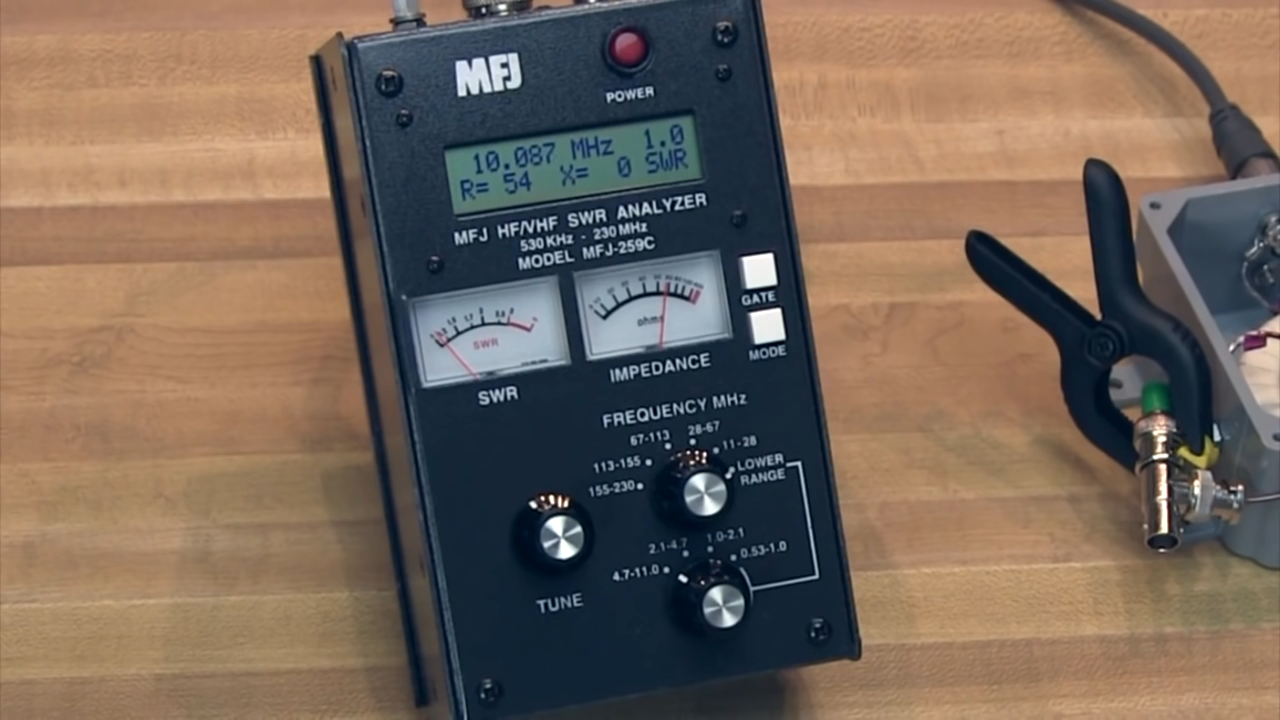 MFJ
POWER
10.087 MHz 1.0
R= 54 X= 0 SWR
MFJ HF/VHF SWR ANALYZER
530 KHz - 230 MHz
MODEL MFJ-259C
GATE
MODE
SWR
ohms
SWR
IMPEDANCE
FREQUENCY MHz
67-113
28-67
11-28
113-155
155-230
LOWER
RANGE
2.1-4.7
1.0-2.1
0.53-1.0
4.7-11.0
TUNE